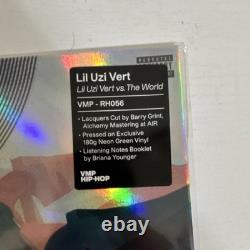 PARENTAL
Lil Uzi Vert
Lil Uzi Vert vs. The World
VMP - RH056
• Lacquers Cut by Barry Grint,
Alchemy Mastering at AIR
• Pressed on Exclusive
180g Neon Green Vinyl
• Listening Notes Booklet
by Briana Younger
VMP
HIP-HOP